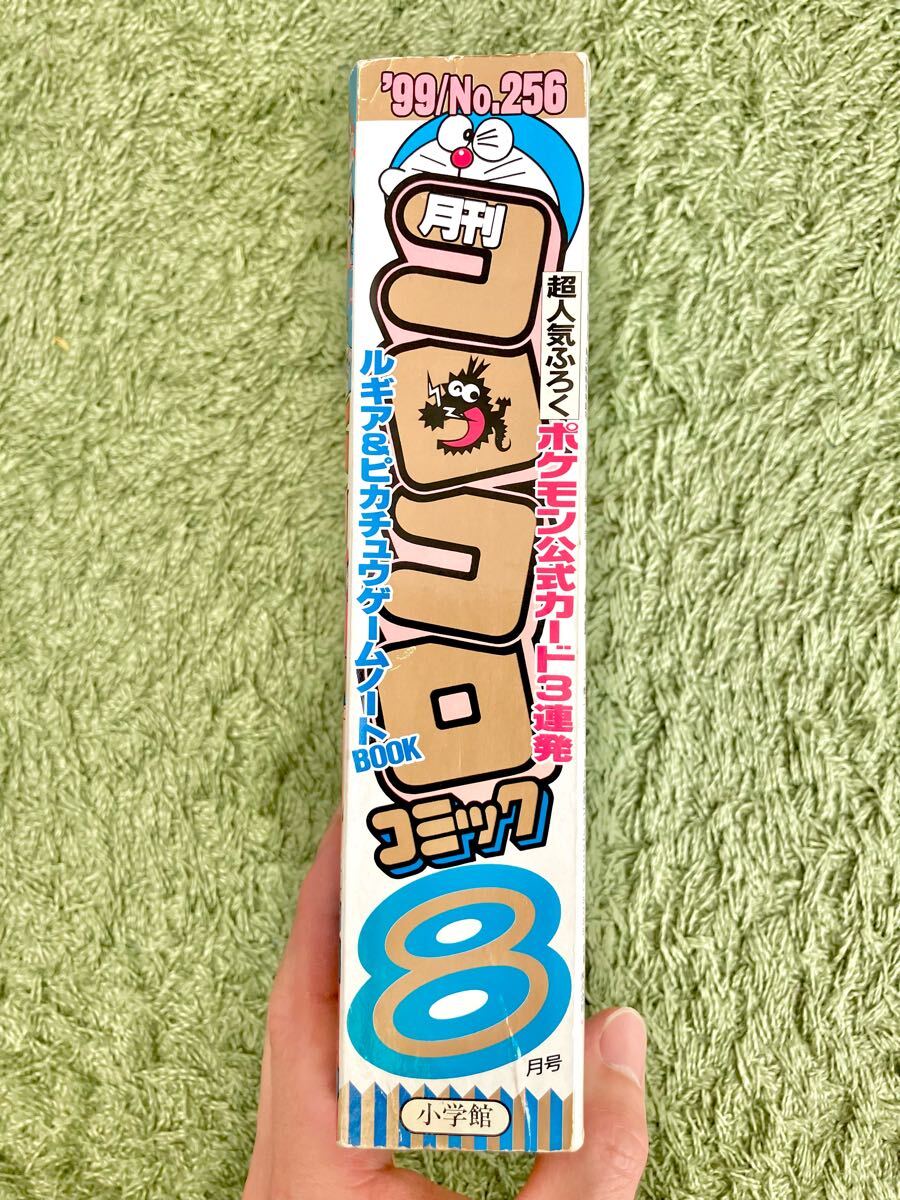 '99/No.256
月刊
コロコロ
コミック
超人気ふろく
ポケモン公式カード3連発
ルギア&ピカチュウゲームノートBOOK
8
月号
小学館